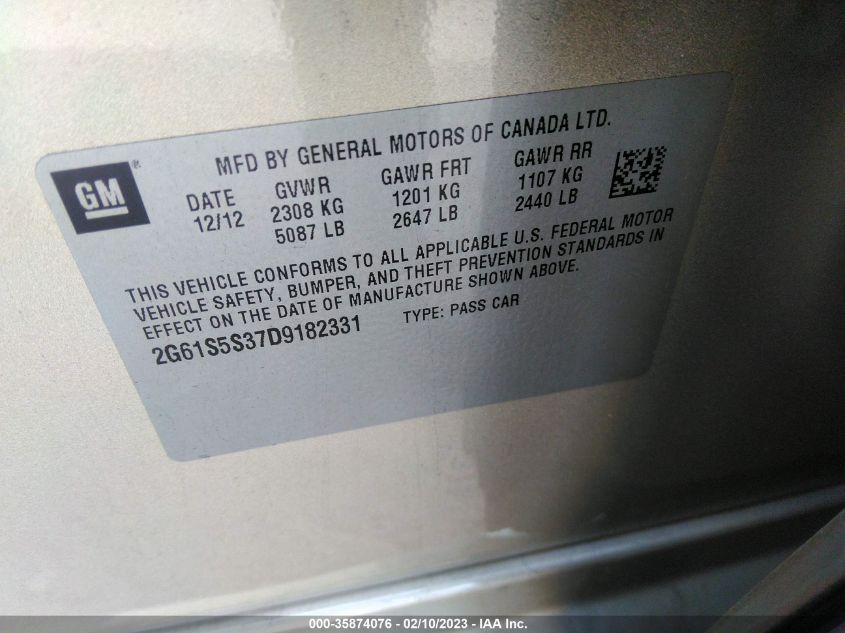 MFD BY GENERAL MOTORS OF CANADA LTD.
GM®
DATE GVWR GAWR FRT GAWR RR
12/12 2308 KG 1201 KG 1107 KG
5087 LB 2647 LB 2440 LB
THIS VEHICLE CONFORMS TO ALL APPLICABLE U.S. FEDERAL MOTOR
VEHICLE SAFETY, BUMPER, AND THEFT PREVENTION STANDARDS IN
EFFECT ON THE DATE OF MANUFACTURE SHOWN ABOVE.
2G61S5S37D9182331 TYPE: PASS CAR
000-35874076 / 02/10/2023 - IAA Inc.